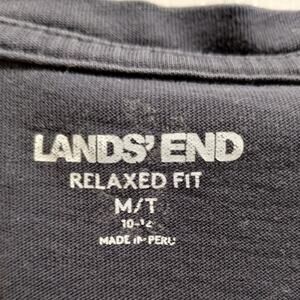 LANDS' END
RELAXED FIT
M/T
10-12
MADE IN PERU